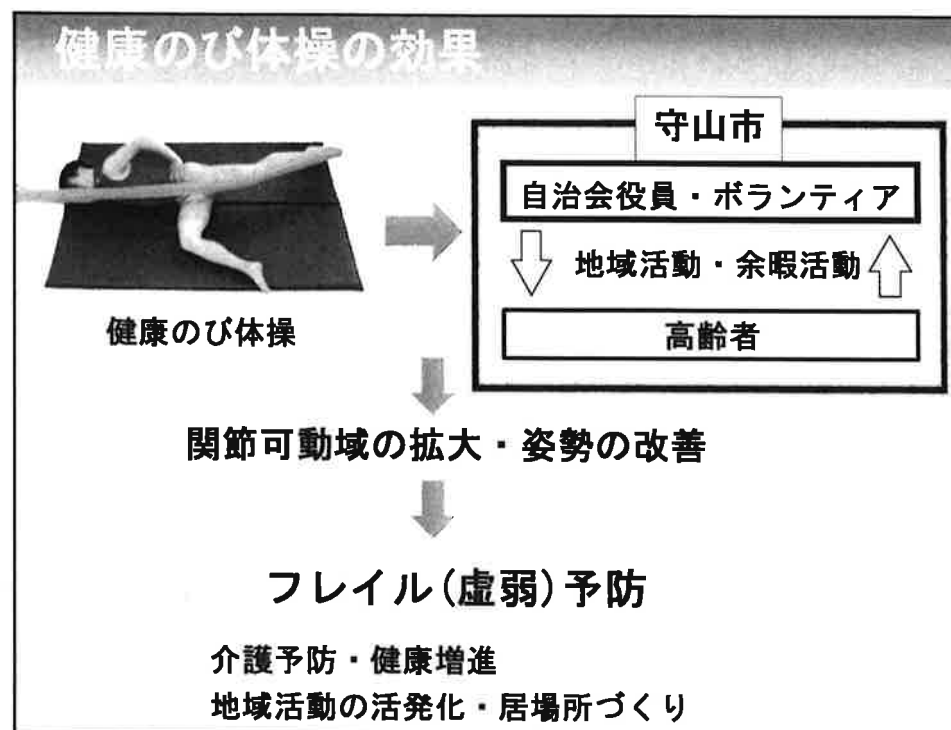 健康のび体操の効果
守山市
自治会役員・ボランティア
地域活動・余暇活動
高齢者
健康のび体操
関節可動域の拡大・姿勢の改善
フレイル(虚弱)予防
介護予防・健康増進
地域活動の活発化・居場所づくり